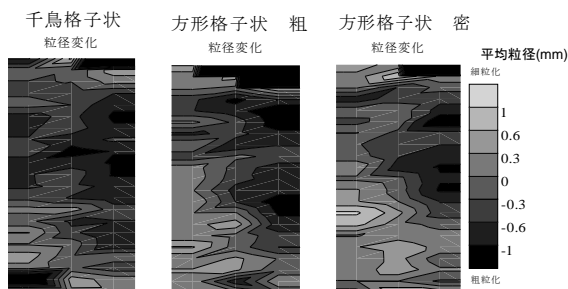 千鳥格子状
粒径変化
方形格子状 粗
粒径変化
方形格子状 密
粒径変化
平均粒径(mm)
細粒化
1
0.6
0.3
0
-0.3
-0.6
-1
粗粒化